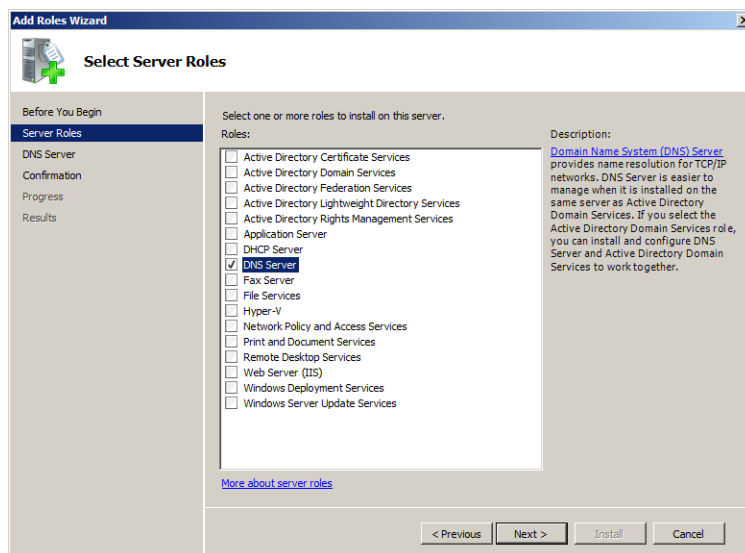 Add Roles Wizard
Select Server Roles
Before You Begin
Server Roles
DNS Server
Confirmation
Progress
Results
Select one or more roles to install on this server.
Roles:
Active Directory Certificate Services
Active Directory Domain Services
Active Directory Federation Services
Active Directory Lightweight Directory Services
Active Directory Rights Management Services
Application Server
DHCP Server
DNS Server
Fax Server
File Services
Hyper-V
Network Policy and Access Services
Print and Document Services
Remote Desktop Services
Web Server (IIS)
Windows Deployment Services
Windows Server Update Services
More about server roles
Description:
Domain Name System (DNS) Server
provides name resolution for TCP/IP
networks. DNS Server is easier to
manage when it is installed on the
same server as Active Directory
Domain Services. If you select the
Active Directory Domain Services role,
you can install and configure DNS
Server and Active Directory Domain
Services to work together.
< Previous
Next >
Install
Cancel